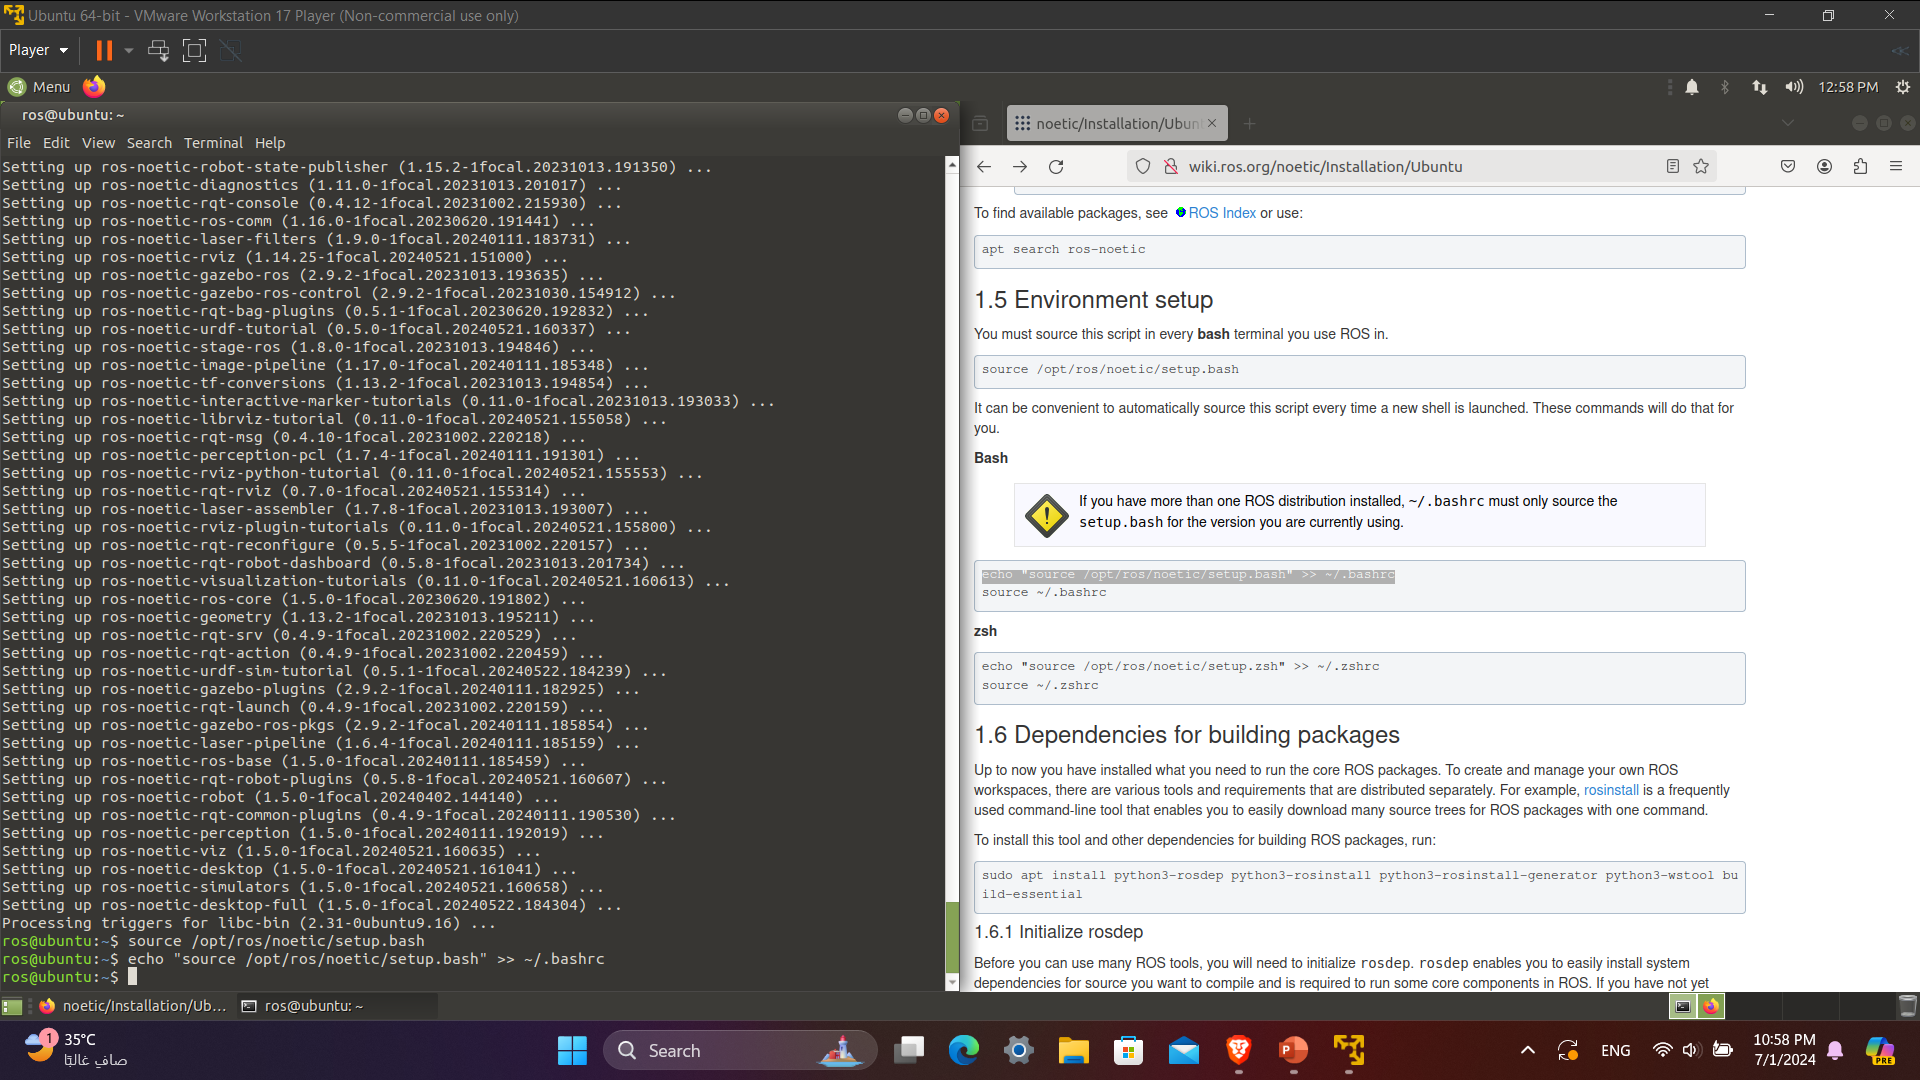 Ubuntu 64-bit - VMware Workstation 17 Player (Non-commercial use only)
Player
Menu
12:58 PM
ros@ubuntu: ~
File Edit View Search Terminal Help
Setting up ros-noetic-robot-state-publisher (1.15.2-1focal.20231013.191350) ...
Setting up ros-noetic-diagnostics (1.11.0-1focal.20231013.201017) ...
Setting up ros-noetic-rqt-console (0.4.12-1focal.20231002.215930) ...
Setting up ros-noetic-ros-comm (1.16.0-1focal.20230620.191441) ...
Setting up ros-noetic-laser-filters (1.9.0-1focal.20240111.183731) ...
Setting up ros-noetic-rviz (1.14.25-1focal.20240521.151000) ...
Setting up ros-noetic-gazebo-ros (2.9.2-1focal.20231013.193635) ...
Setting up ros-noetic-gazebo-ros-control (2.9.2-1focal.20231030.154912) ...
Setting up ros-noetic-rqt-bag-plugins (0.5.1-1focal.20230620.192832) ...
Setting up ros-noetic-urdf-tutorial (0.5.0-1focal.20240521.160337) ...
Setting up ros-noetic-stage-ros (1.8.0-1focal.20231013.194846) ...
Setting up ros-noetic-image-pipeline (1.17.0-1focal.20240111.185348) ...
Setting up ros-noetic-tf-conversions (1.13.2-1focal.20231013.194854) ...
Setting up ros-noetic-interactive-marker-tutorials (0.11.0-1focal.20231013.193033) ...
Setting up ros-noetic-librviz-tutorial (0.11.0-1focal.20240521.155058) ...
Setting up ros-noetic-rqt-msg (0.4.10-1focal.20231002.220218) ...
Setting up ros-noetic-perception-pcl (1.7.4-1focal.20240111.191301) ...
Setting up ros-noetic-rviz-python-tutorial (0.11.0-1focal.20240521.155553) ...
Setting up ros-noetic-rqt-rviz (0.7.0-1focal.20240521.155314) ...
Setting up ros-noetic-laser-assembler (1.7.8-1focal.20231013.193007) ...
Setting up ros-noetic-rviz-plugin-tutorials (0.11.0-1focal.20240521.155800) ...
Setting up ros-noetic-rqt-reconfigure (0.5.5-1focal.20231002.220157) ...
Setting up ros-noetic-rqt-robot-dashboard (0.5.8-1focal.20231013.201734) ...
Setting up ros-noetic-visualization-tutorials (0.11.0-1focal.20240521.160613) ...
Setting up ros-noetic-ros-core (1.5.0-1focal.20230620.191802) ...
Setting up ros-noetic-geometry (1.13.2-1focal.20231013.195211) ...
Setting up ros-noetic-rqt-srv (0.4.9-1focal.20231002.220529) ...
Setting up ros-noetic-rqt-action (0.4.9-1focal.20231002.220459) ...
Setting up ros-noetic-urdf-sim-tutorial (0.5.1-1focal.20240522.184239) ...
Setting up ros-noetic-gazebo-plugins (2.9.2-1focal.20240111.182925) ...
Setting up ros-noetic-rqt-launch (0.4.9-1focal.20231002.220159) ...
Setting up ros-noetic-gazebo-ros-pkgs (2.9.2-1focal.20240111.185854) ...
Setting up ros-noetic-laser-pipeline (1.6.4-1focal.20240111.185159) ...
Setting up ros-noetic-ros-base (1.5.0-1focal.20240111.185459) ...
Setting up ros-noetic-rqt-robot-plugins (0.5.8-1focal.20240521.160607) ...
Setting up ros-noetic-robot (1.5.0-1focal.20240402.144140) ...
Setting up ros-noetic-rqt-common-plugins (0.4.9-1focal.20240111.190530) ...
Setting up ros-noetic-perception (1.5.0-1focal.20240111.192019) ...
Setting up ros-noetic-viz (1.5.0-1focal.20240521.160635) ...
Setting up ros-noetic-desktop (1.5.0-1focal.20240521.161041) ...
Setting up ros-noetic-simulators (1.5.0-1focal.20240521.160658) ...
Setting up ros-noetic-desktop-full (1.5.0-1focal.20240522.184304) ...
Processing triggers for libc-bin (2.31-0ubuntu9.16) ...
ros@ubuntu:~$ source /opt/ros/noetic/setup.bash
ros@ubuntu:~$ echo "source /opt/ros/noetic/setup.bash" >> ~/.bashrc
ros@ubuntu:~$
noetic/Installation/Ubun
wiki.ros.org/noetic/Installation/Ubuntu
To find available packages, see ROS Index or use:
apt search ros-noetic
1.5 Environment setup
You must source this script in every bash terminal you use ROS in.
source /opt/ros/noetic/setup.bash
It can be convenient to automatically source this script every time a new shell is launched. These commands will do that for
you.
Bash
If you have more than one ROS distribution installed, ~/.bashrc must only source the
setup.bash for the version you are currently using.
echo "source /opt/ros/noetic/setup.bash" >> ~/.bashrc
source ~/.bashrc
zsh
echo "source /opt/ros/noetic/setup.zsh" >> ~/.zshrc
source ~/.zshrc
1.6 Dependencies for building packages
Up to now you have installed what you need to run the core ROS packages. To create and manage your own ROS
workspaces, there are various tools and requirements that are distributed separately. For example, rosinstall is a frequently
used command-line tool that enables you to easily download many source trees for ROS packages with one command.
To install this tool and other dependencies for building ROS packages, run:
sudo apt install python3-rosdep python3-rosinstall python3-rosinstall-generator python3-wstool bu
ild-essential
1.6.1 Initialize rosdep
Before you can use many ROS tools, you will need to initialize rosdep. rosdep enables you to easily install system
dependencies for source you want to compile and is required to run some core components in ROS. If you have not yet
noetic/Installation/Ub...
ros@ubuntu: ~
1
35°C
صافٍ غالبًا
Search
ENG
10:58 PM
7/1/2024
PRE